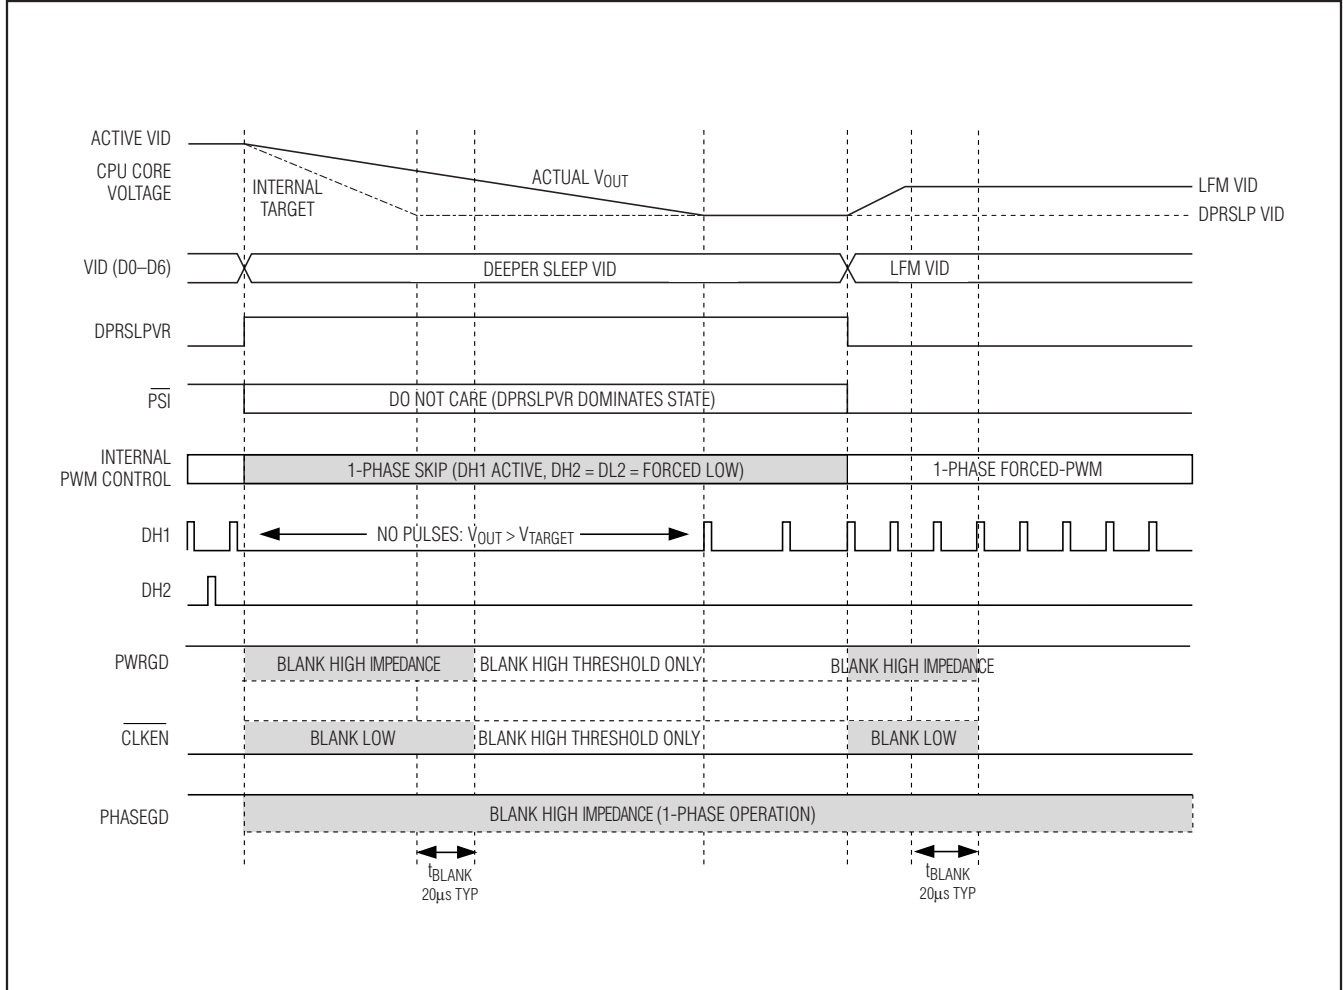 ACTIVE VID
CPU CORE
VOLTAGE
INTERNAL
TARGET
ACTUAL VOUT
LFM VID
DPRSLP VID
VID (D0–D6)
DEEPER SLEEP VID
LFM VID
DPRSLPVR
PSI
DO NOT CARE (DPRSLPVR DOMINATES STATE)
INTERNAL
PWM CONTROL
1-PHASE SKIP (DH1 ACTIVE, DH2 = DL2 = FORCED LOW)
1-PHASE FORCED-PWM
DH1
NO PULSES: VOUT > VTARGET
DH2
PWRGD
BLANK HIGH IMPEDANCE
BLANK HIGH THRESHOLD ONLY
BLANK HIGH IMPEDANCE
CLKEN
BLANK LOW
BLANK HIGH THRESHOLD ONLY
BLANK LOW
PHASEGD
BLANK HIGH IMPEDANCE (1-PHASE OPERATION)
tBLANK
20μs TYP
tBLANK
20μs TYP